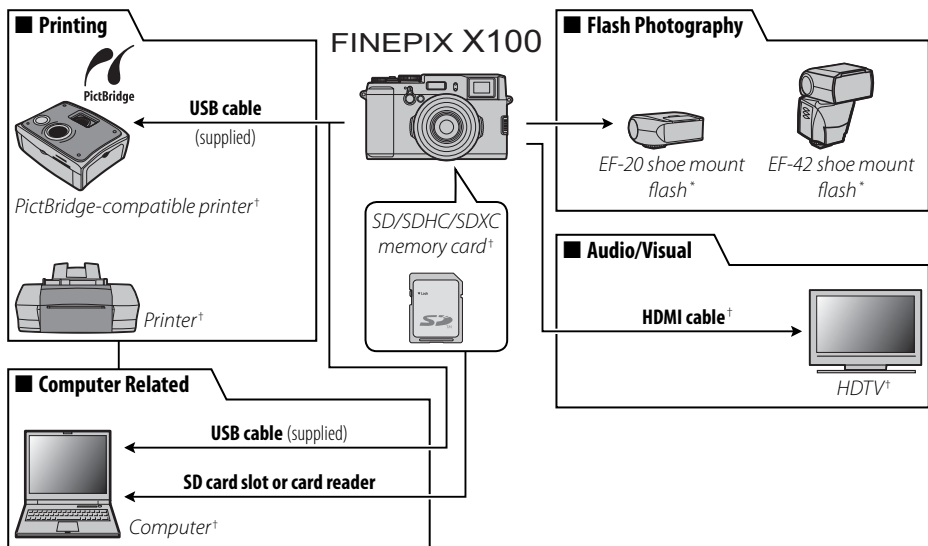 ■ Printing
PictBridge
USB cable
(supplied)
PictBridge-compatible printer†
Printer†
FINEPIX X100
SD/SDHC/SDXC
memory card†
Lock
SD
■ Flash Photography
EF-20 shoe mount
flash*
EF-42 shoe mount
flash*
■ Audio/Visual
HDMI cable†
HDTV†
■ Computer Related
USB cable (supplied)
SD card slot or card reader
Computer†